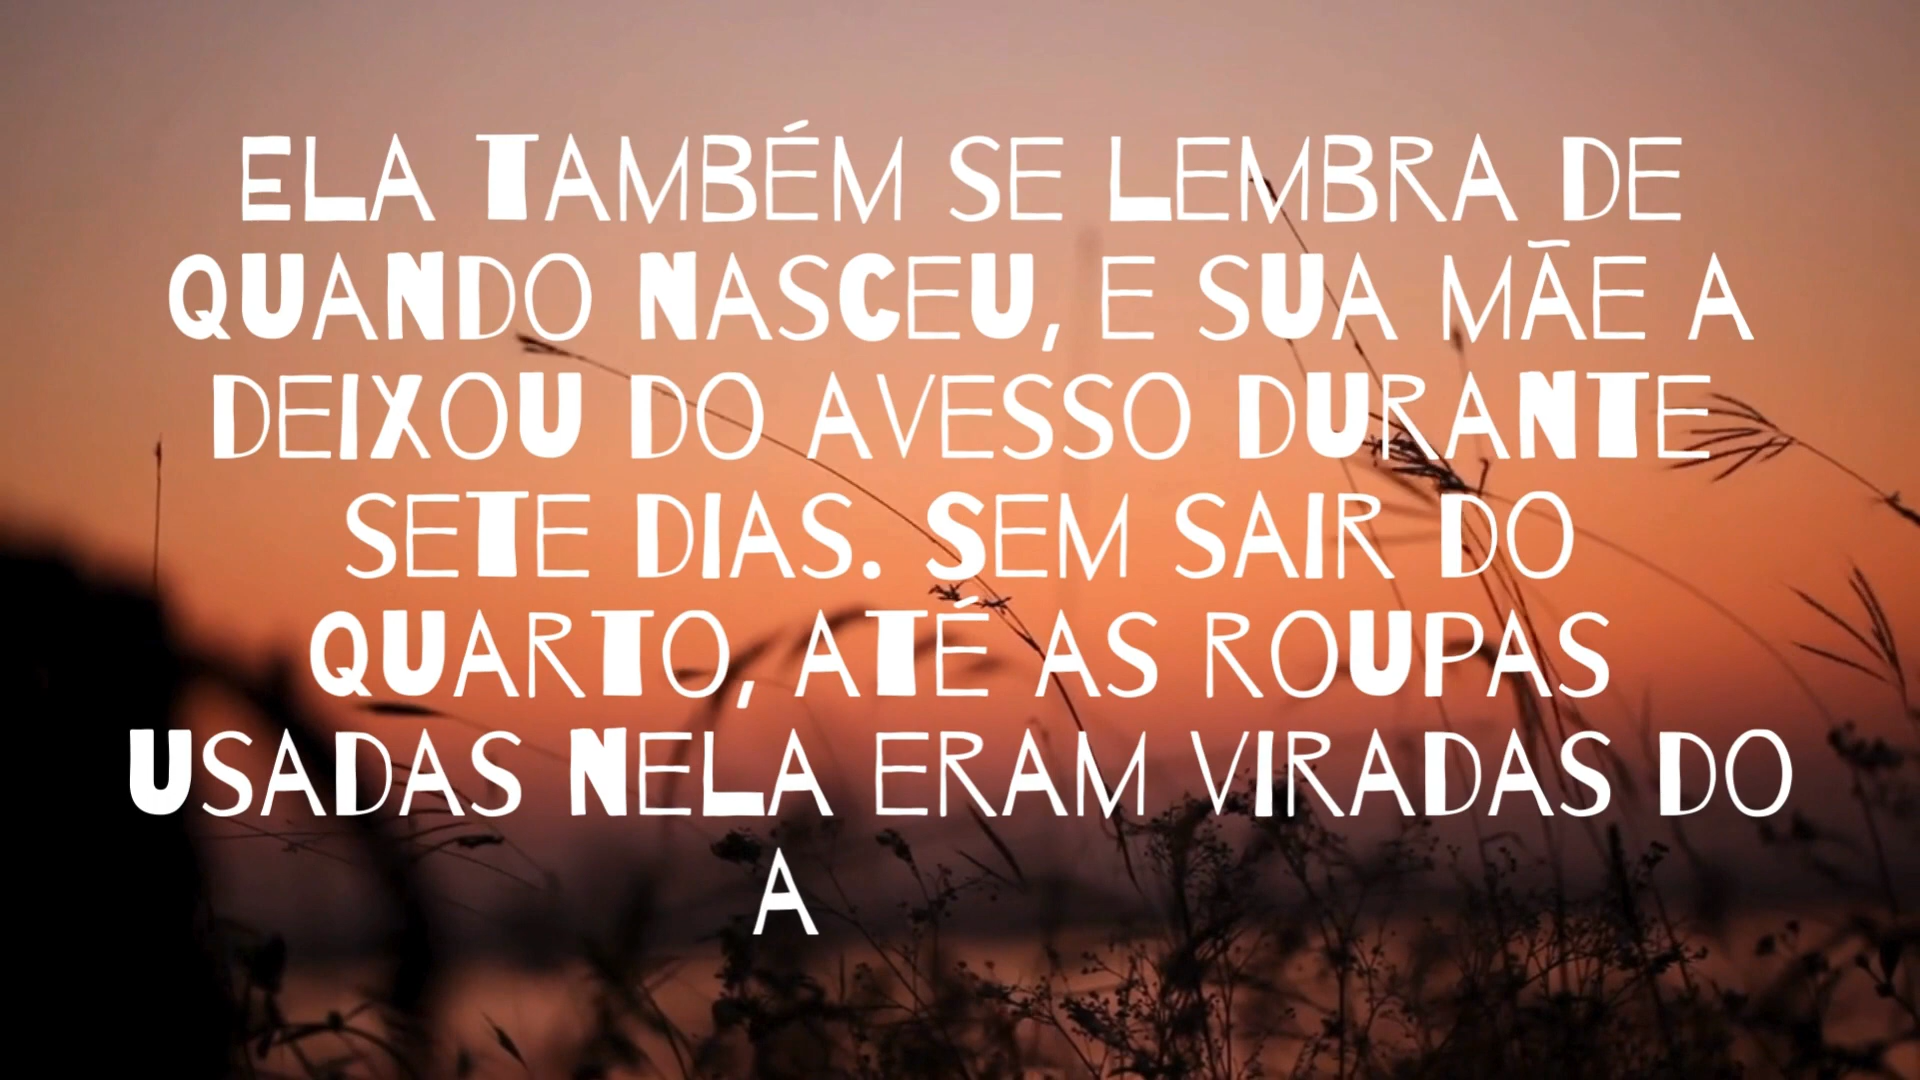 Ela também se lembra de
quando nasceu, e sua mãe a
deixou do avesso durante
sete dias. Sem sair do
quarto, até as roupas
usadas nela eram viradas do
a